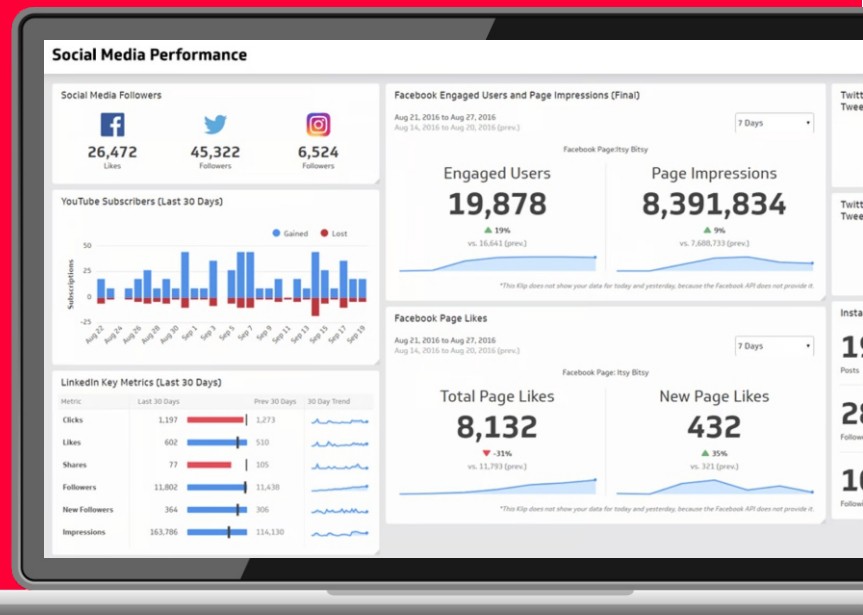 Social Media Performance
Social Media Followers
26,472
Likes
45,322
Followers
6,524
Followers
YouTube Subscribers (Last 30 Days)
Gained
Lost
Subscriptions
50
25
0
-25
Aug 22
Aug 24
Aug 26
Aug 28
Aug 30
Sep 1
Sep 3
Sep 5
Sep 7
Sep 9
Sep 11
Sep 13
Sep 15
Sep 17
Sep 19
LinkedIn Key Metrics (Last 30 Days)
Metric Last 30 Days Prev 30 Days 30 Day Trend
Clicks 1,197 1,273
Likes 602 510
Shares 77 105
Followers 11,802 11,438
New Followers 364 306
Impressions 163,786 114,130
Facebook Engaged Users and Page Impressions (Final)
Aug 21, 2016 to Aug 27, 2016
Aug 14, 2016 to Aug 20, 2016 (prev.)
7 Days
Facebook Page:Itsy Bitsy
Engaged Users
19,878
19%
vs. 16,641 (prev.)
Page Impressions
8,391,834
9%
vs. 7,688,733 (prev.)
*This Klip does not show your data for today and yesterday, because the Facebook API does not provide it.
Facebook Page Likes
Aug 21, 2016 to Aug 27, 2016
Aug 14, 2016 to Aug 20, 2016 (prev.)
7 Days
Facebook Page: Itsy Bitsy
Total Page Likes
8,132
-31%
vs. 11,793 (prev.)
New Page Likes
432
35%
vs. 321 (prev.)
*This Klip does not show your data for today and yesterday, because the Facebook API does not provide it.
Twitt
Twee
Twitt
Twee
Insta
Posts
Follow
Followi